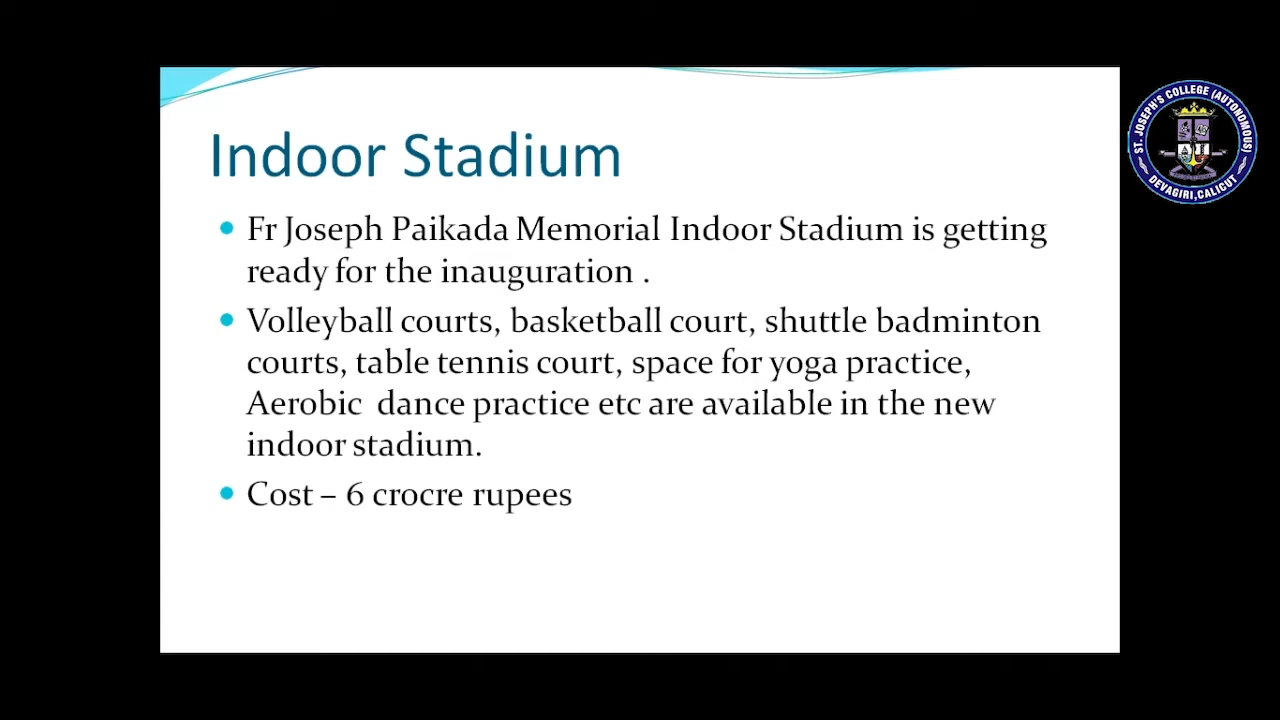 Indoor Stadium
Fr Joseph Paikada Memorial Indoor Stadium is getting
ready for the inauguration .
Volleyball courts, basketball court, shuttle badminton
courts, table tennis court, space for yoga practice,
Aerobic dance practice etc are available in the new
indoor stadium.
Cost – 6 crocre rupees
ST. JOSEPH'S COLLEGE (AUTONOMOUS)
DEVAGIRI, CALICUT